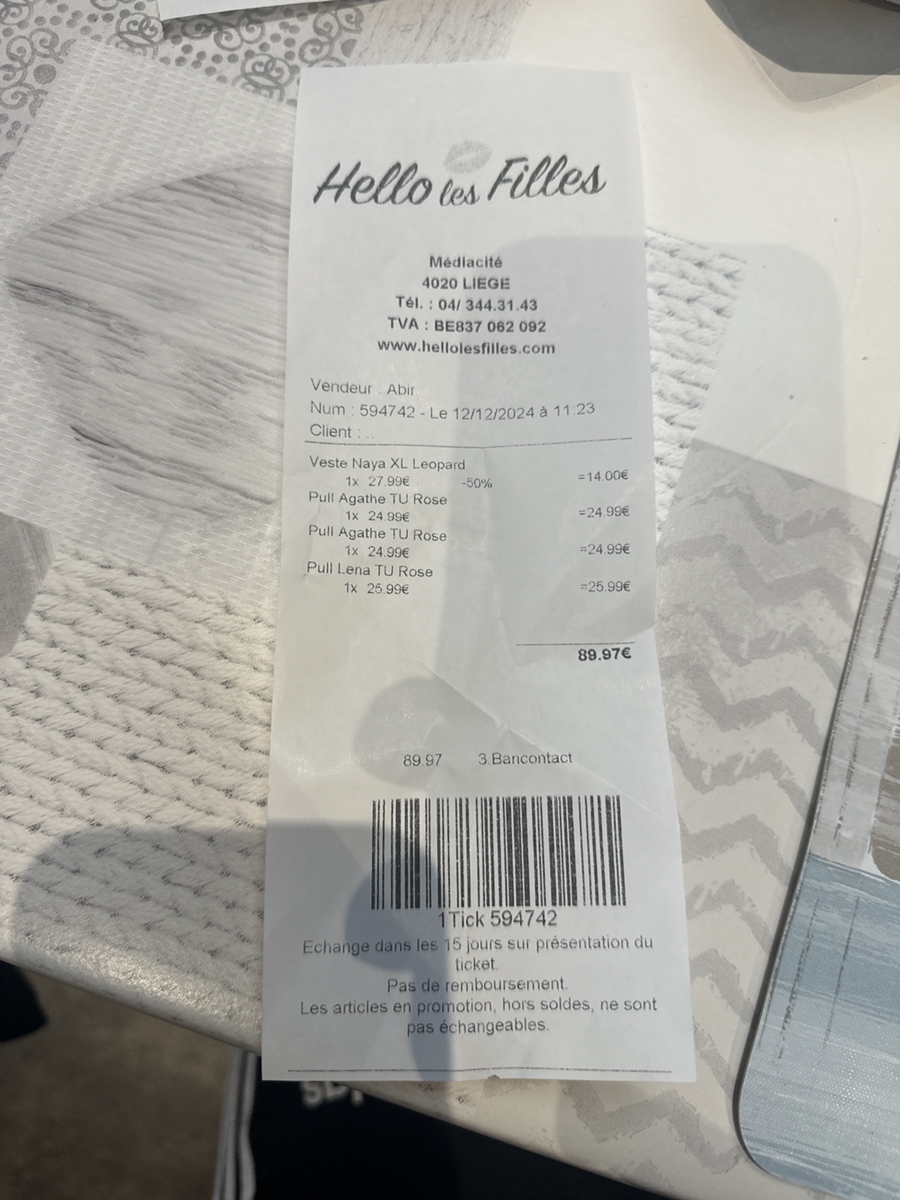 Hello les Filles
Médiacité
4020 LIEGE
Tél. : 04/ 344.31.43
TVA : BE837 062 092
www.hellolesfilles.com
Vendeur : Abir
Num : 594742 - Le 12/12/2024 à 11:23
Client : ..
Veste Naya XL Leopard
1x 27.99€ -50% =14.00€
Pull Agathe TU Rose
1x 24.99€ =24.99€
Pull Agathe TU Rose
1x 24.99€ =24.99€
Pull Lena TU Rose
1x 25.99€ =25.99€
89.97€
89.97 3.Bancontact
1Tick 594742
Echange dans les 15 jours sur présentation du
ticket.
Pas de remboursement.
Les articles en promotion, hors soldes, ne sont
pas échangeables.